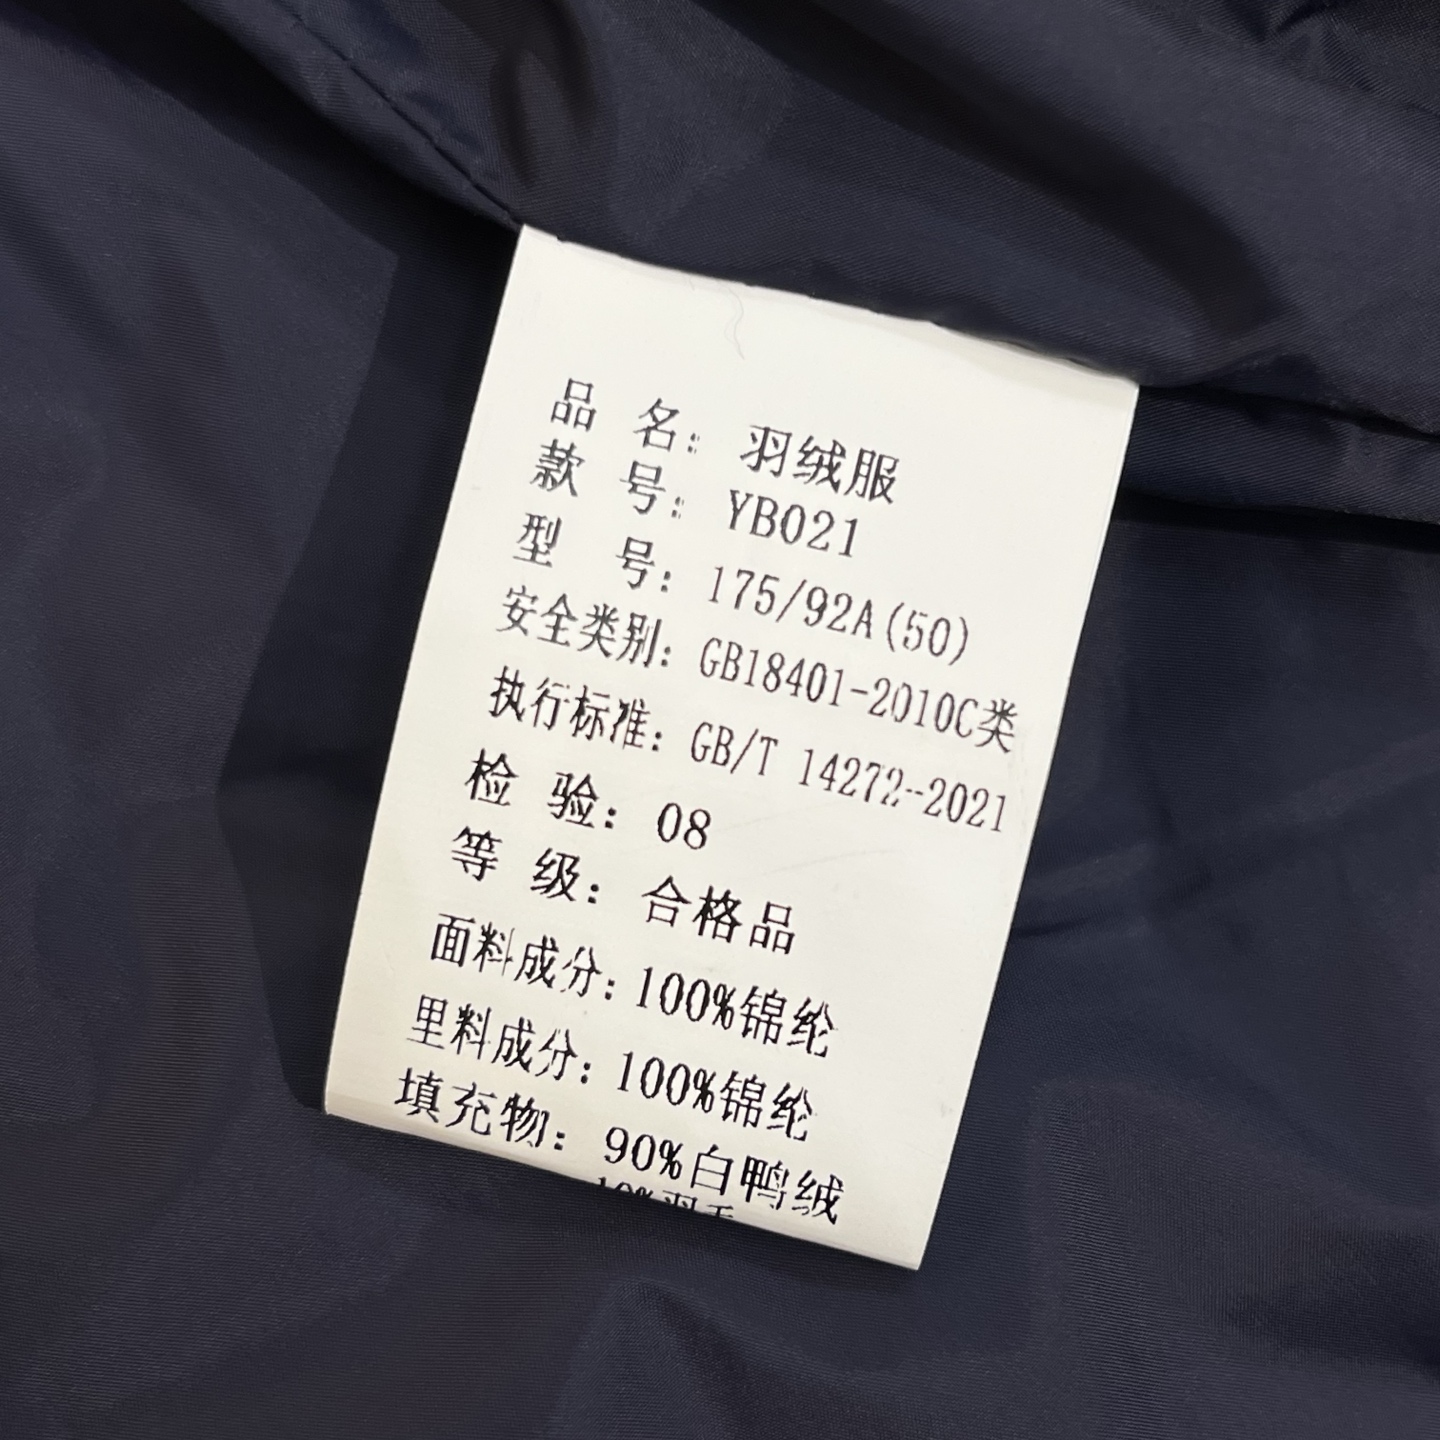 品 名: 羽绒服
款 号: YB021
型 号: 175/92A(50)
安全类别: GB18401-2010C类
执行标准: GB/T 14272-2021
检 验: 08
等 级: 合格品
面料成分: 100%锦纶
里料成分: 100%锦纶
填充物: 90%白鸭绒
10%羽毛